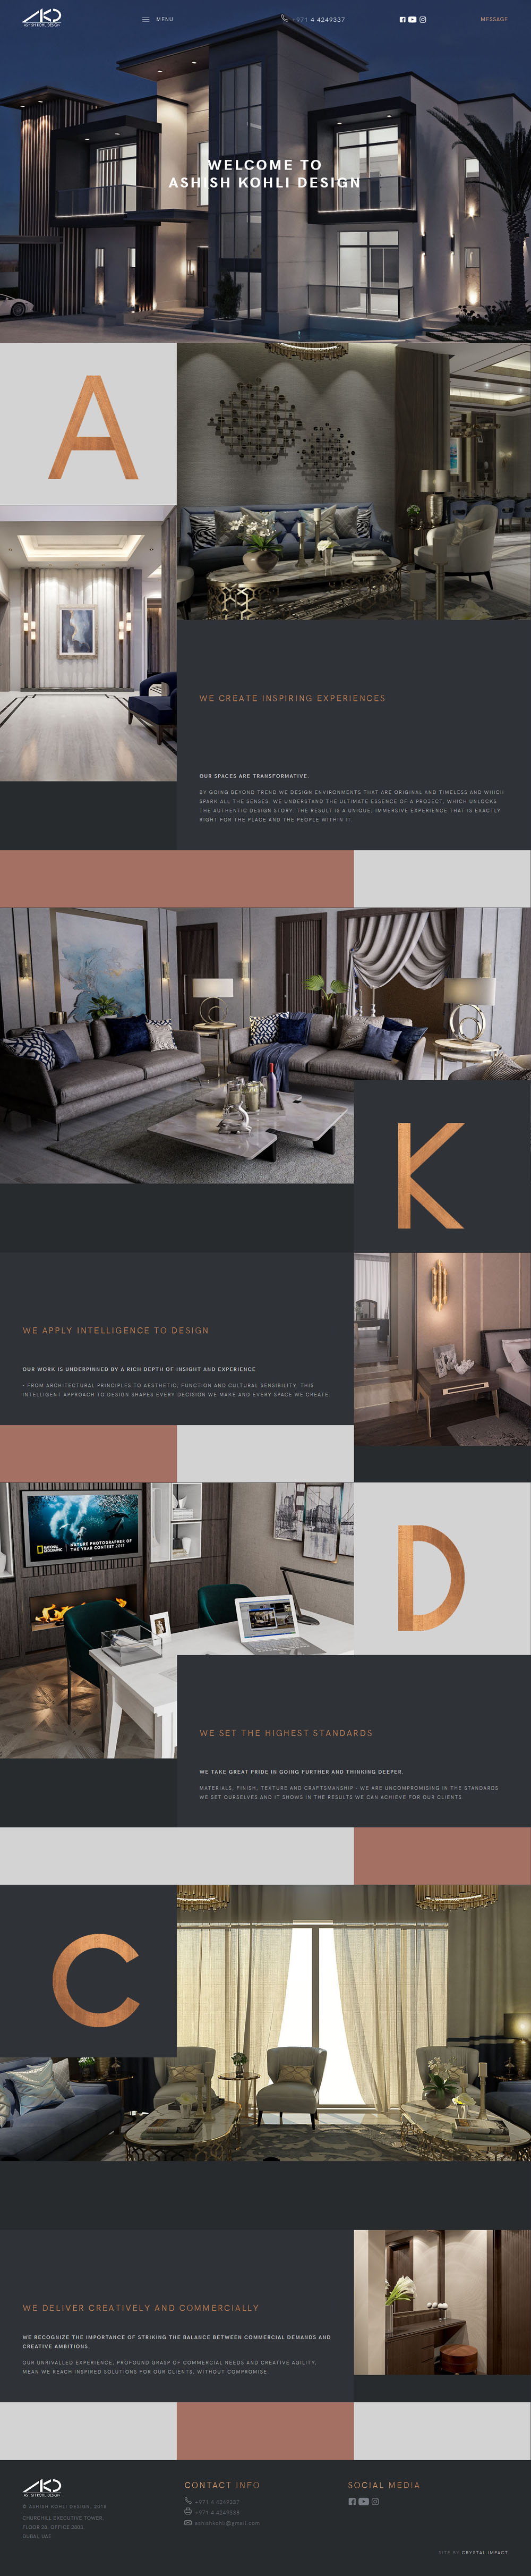 AKD
ASHISH KOHLI DESIGN
MENU
+971 4 4249337
MESSAGE
WELCOME TO
ASHISH KOHLI DESIGN
A
WE CREATE INSPIRING EXPERIENCES
OUR SPACES ARE TRANSFORMATIVE.
BY GOING BEYOND TREND WE DESIGN ENVIRONMENTS THAT ARE ORIGINAL AND TIMELESS AND WHICH
SPARK ALL THE SENSES. WE UNDERSTAND THE ULTIMATE ESSENCE OF A PROJECT, WHICH UNLOCKS
THE AUTHENTIC DESIGN STORY. THE RESULT IS A UNIQUE, IMMERSIVE EXPERIENCE THAT IS EXACTLY
RIGHT FOR THE PLACE AND THE PEOPLE WITHIN IT
K
WE APPLY INTELLIGENCE TO DESIGN
OUR WORK IS UNDERPINNED BY A RICH DEPTH OF INSIGHT AND EXPERIENCE
- FROM ARCHITECTURAL PRINCIPLES TO AESTHETIC, FUNCTION AND CULTURAL SENSIBILITY. THIS
INTELLIGENT APPROACH TO DESIGN SHAPES EVERY DECISION WE MAKE AND EVERY SPACE WE CREATE.
NATIONAL
GEOGRAPHIC
NATURE PHOTOGRAPHER OF
THE YEAR CONTEST 2017
D
WE SET THE HIGHEST STANDARDS
WE TAKE GREAT PRIDE IN GOING FURTHER AND THINKING DEEPER.
MATERIALS, FINISH, TEXTURE AND CRAFTSMANSHIP - WE ARE UNCOMPROMISING IN THE STANDARDS
WE SET OURSELVES AND IT SHOWS IN THE RESULTS WE CAN ACHIEVE FOR OUR CLIENTS
C
WE DELIVER CREATIVELY AND COMMERCIALLY
WE RECOGNIZE THE IMPORTANCE OF STRIKING THE BALANCE BETWEEN COMMERCIAL DEMANDS AND
CREATIVE AMBITIONS.
OUR UNRIVALLED EXPERIENCE, PROFOUND GRASP OF COMMERCIAL NEEDS AND CREATIVE AGILITY,
MEAN WE REACH INSPIRED SOLUTIONS FOR OUR CLIENTS, WITHOUT COMPROMISE.
AKD
ASHISH KOHLI DESIGN
© ASHISH KOHLI DESIGN, 2019
CHURCHILL EXECUTIVE TOWER,
DUBAI, UAE
CONTACT INFO
+971 4 4249337
+971 4 4249338
ashishkohli@gmail.com
SOCIAL MEDIA
SITE BY CRYSTAL IMPACT